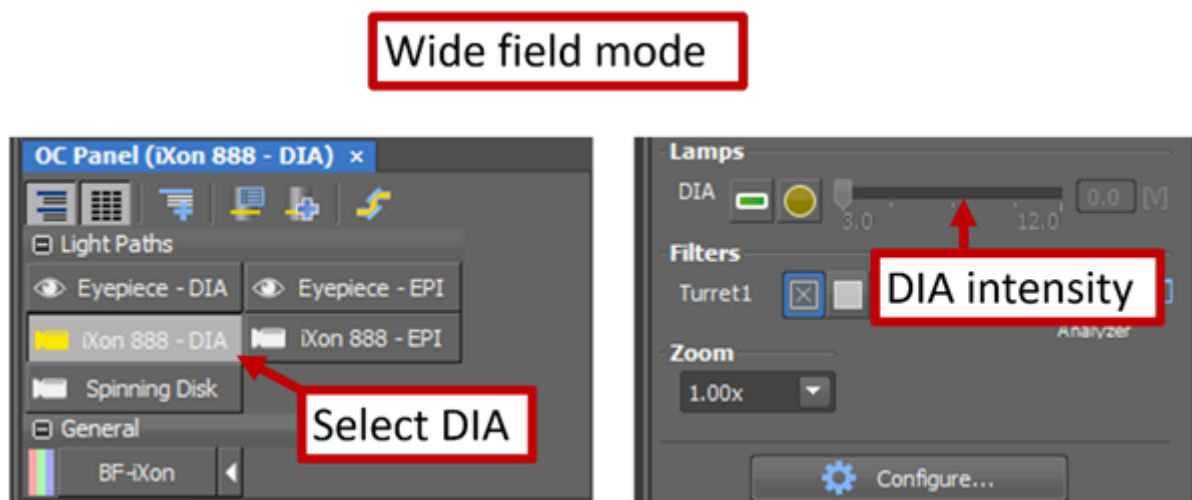 Wide field mode
OC Panel (iXon 888 - DIA) ×
Light Paths
Eyepiece - DIA
Eyepiece - EPI
iXon 888 - DIA
iXon 888 - EPI
Spinning Disk
Select DIA
General
BF-iXon
Lamps
DIA
0.0 [V]
3.0
12.0
Filters
Turret1
DIA intensity
Analyzer
Zoom
1.00x
Configure...